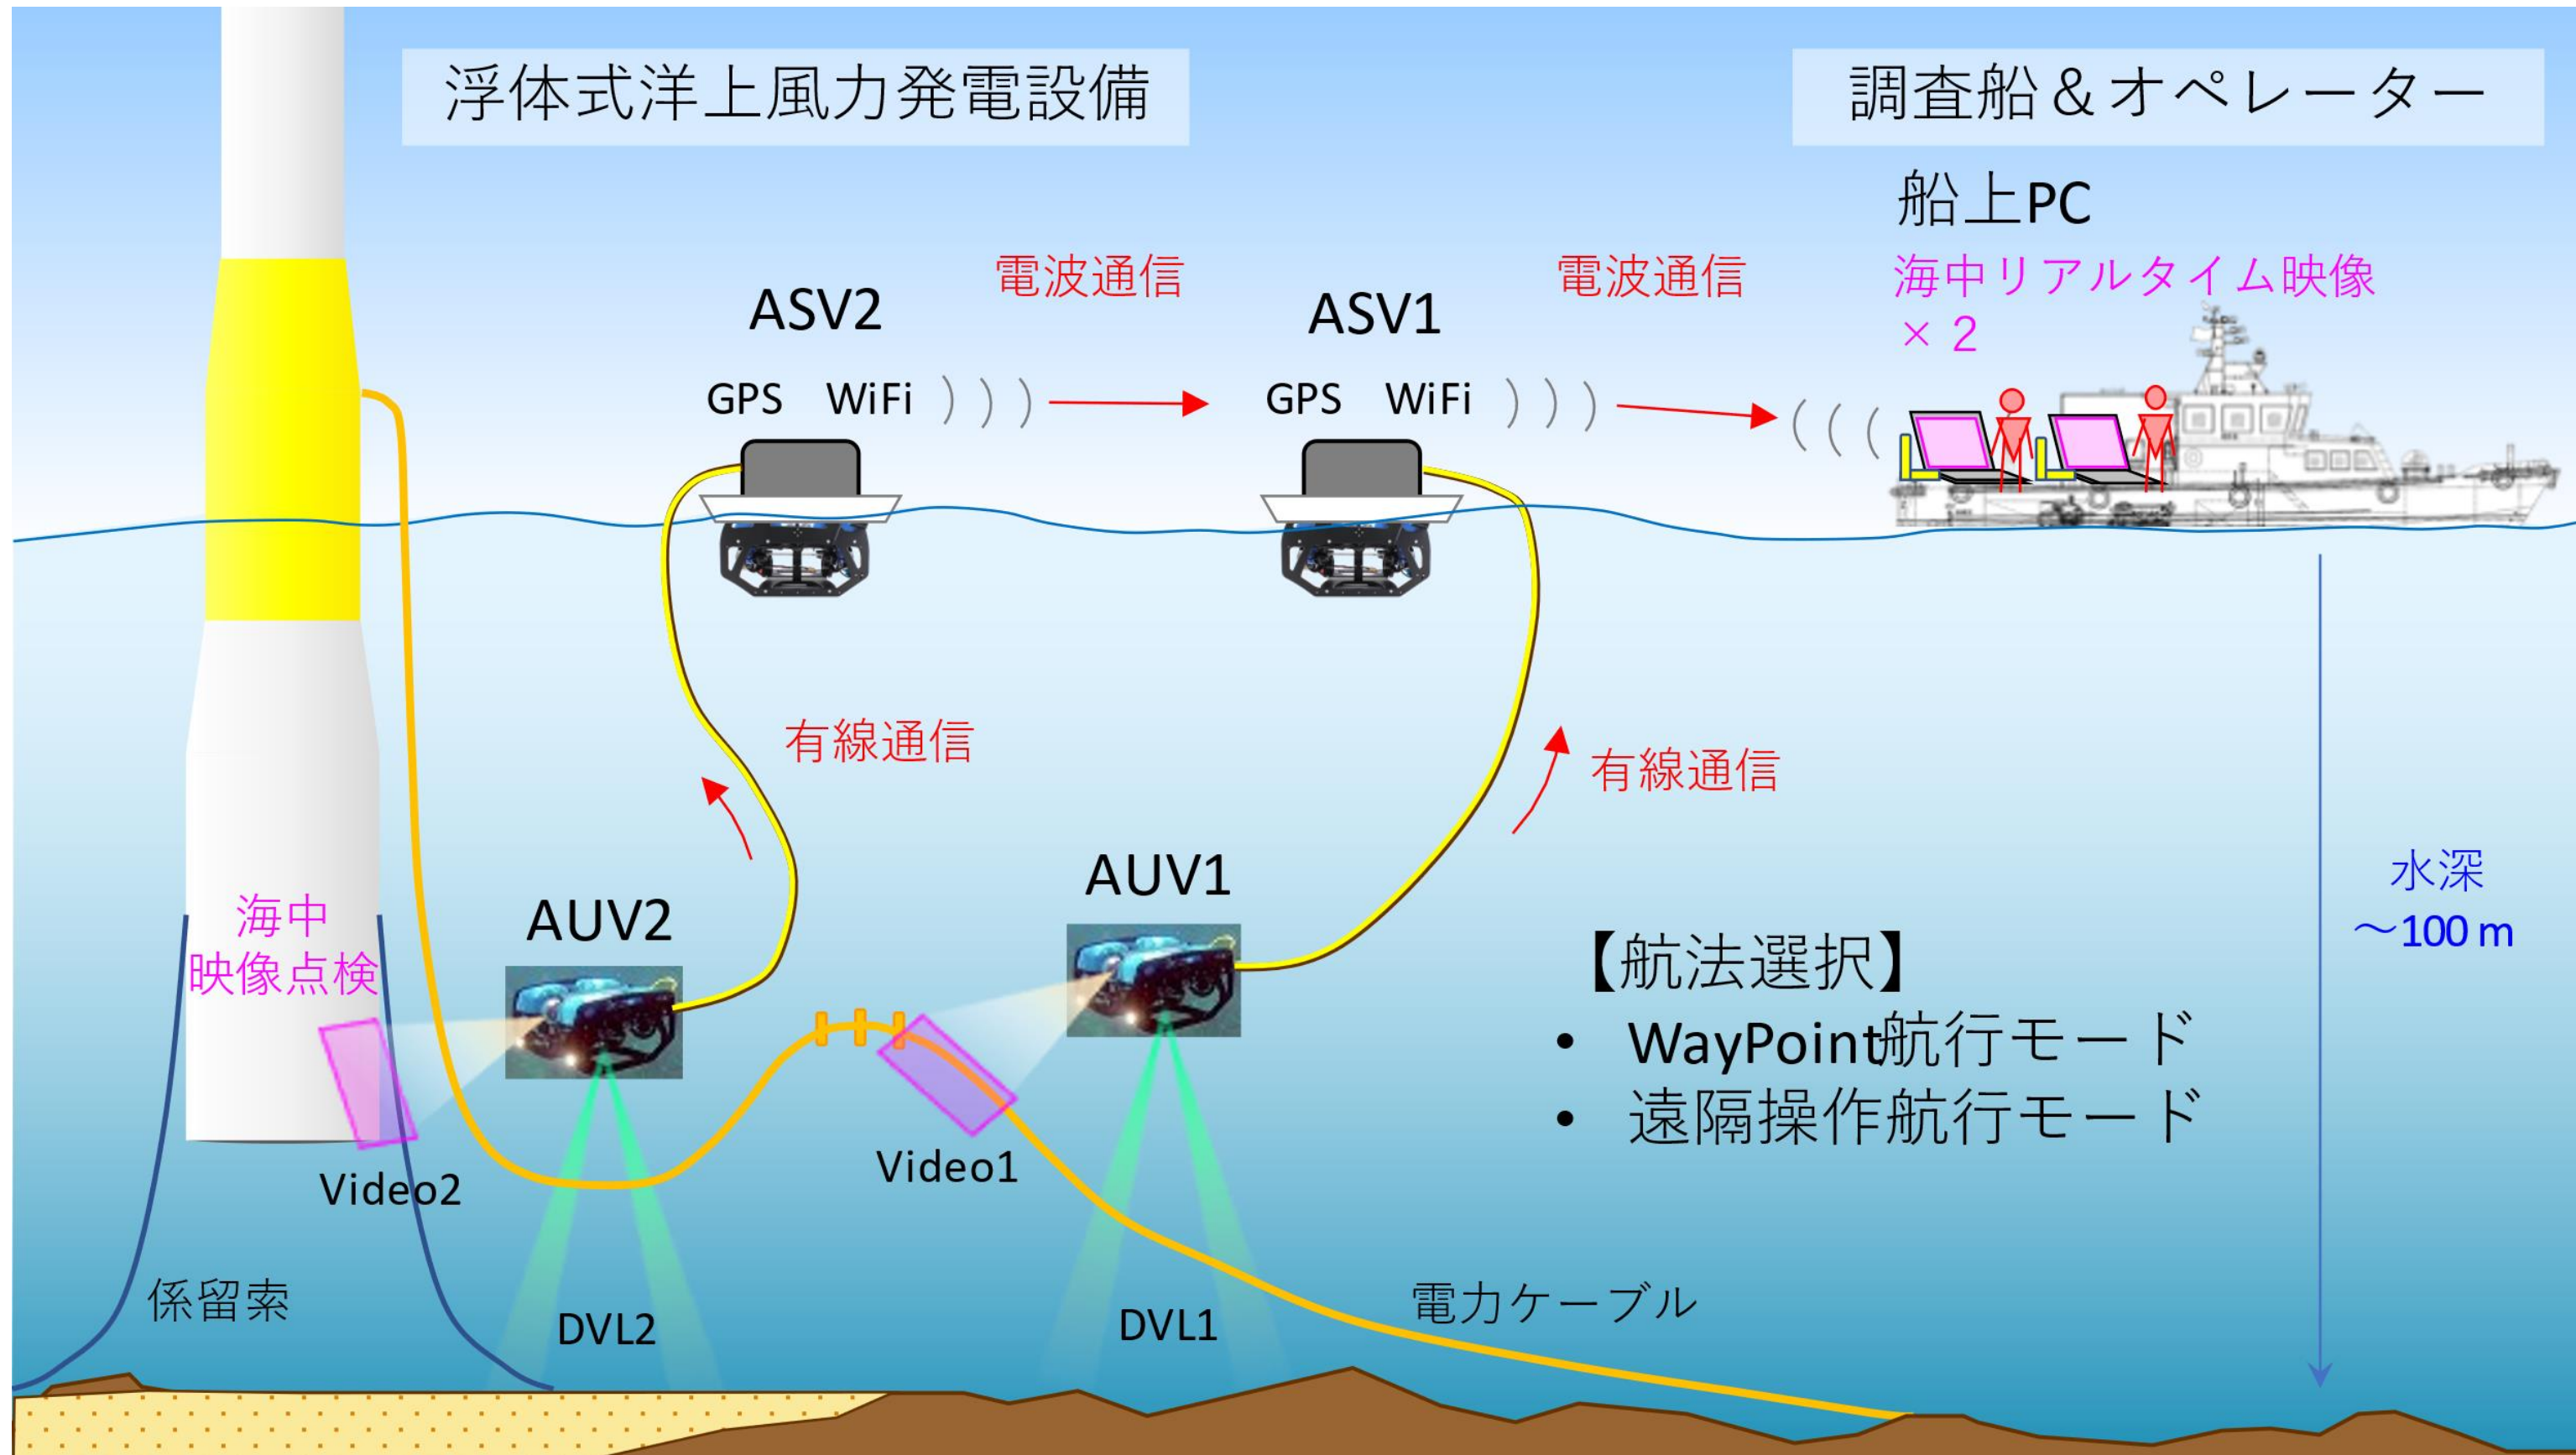 浮体式洋上風力発電設備
調査船＆オペレーター
船上PC
海中リアルタイム映像
×２
電波通信
電波通信
ASV2
ASV1
GPS WiFi
GPS WiFi
有線通信
有線通信
AUV1
AUV2
海中
映像点検
水深
～100 m
【航法選択】
• WayPoint航行モード
• 遠隔操作航行モード
Video1
Video2
係留索
電力ケーブル
DVL2
DVL1